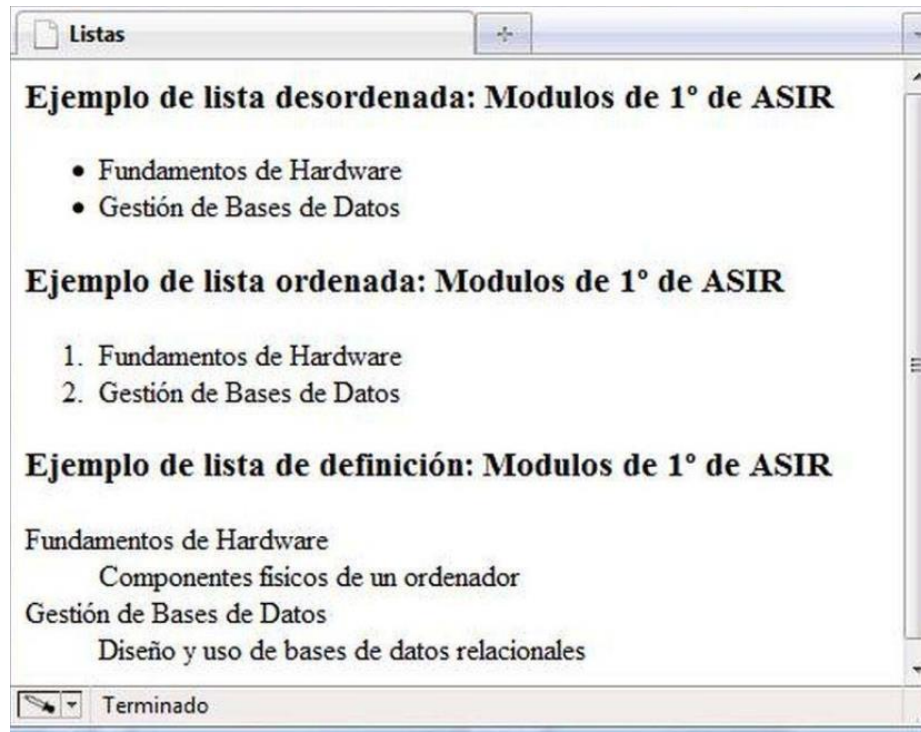 Listas
Ejemplo de lista desordenada: Modulos de 1º de ASIR
• Fundamentos de Hardware
• Gestión de Bases de Datos
Ejemplo de lista ordenada: Modulos de 1º de ASIR
1. Fundamentos de Hardware
2. Gestión de Bases de Datos
Ejemplo de lista de definición: Modulos de 1º de ASIR
Fundamentos de Hardware
Componentes fisicos de un ordenador
Gestión de Bases de Datos
Diseño y uso de bases de datos relacionales
Terminado